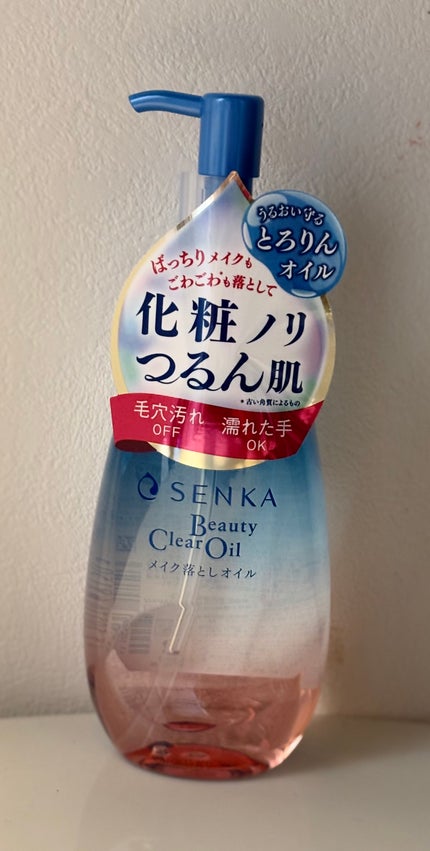 うるおい守る
とろりん
オイル
ばっちりメイクも
ごわごわ*も落として
化粧ノリ
つるん肌
*古い角質によるもの
毛穴汚れ
OFF
濡れた手
OK
SENKA
Beauty
Clear Oil
メイク落としオイル